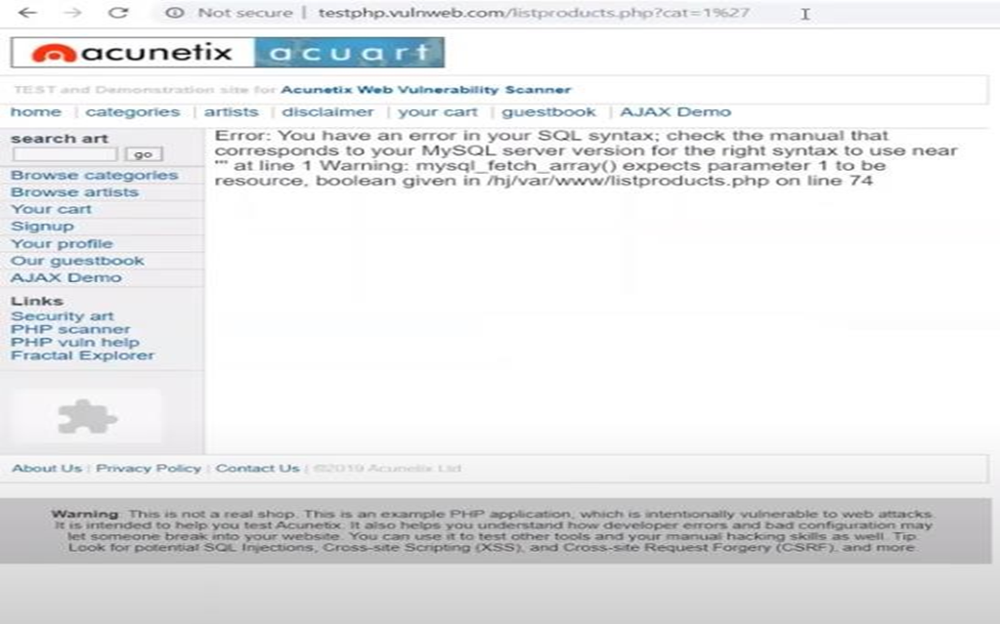 Not secure | testphp.vulnweb.com/listproducts.php?cat=1%27
acunetix acuart
TEST and Demonstration site for Acunetix Web Vulnerability Scanner
home | categories | artists | disclaimer | your cart | guestbook | AJAX Demo
search art
go
Browse categories
Browse artists
Your cart
Signup
Your profile
Our guestbook
AJAX Demo
Links
Security art
PHP scanner
PHP vuln help
Fractal Explorer
Error: You have an error in your SQL syntax; check the manual that
corresponds to your MySQL server version for the right syntax to use near
''' at line 1 Warning: mysql_fetch_array() expects parameter 1 to be
resource, boolean given in /hj/var/www/listproducts.php on line 74
About Us | Privacy Policy | Contact Us | ©2019 Acunetix Ltd
Warning: This is not a real shop. This is an example PHP application, which is intentionally vulnerable to web attacks.
It is intended to help you test Acunetix. It also helps you understand how developer errors and bad configuration may
let someone break into your website. You can use it to test other tools and your manual hacking skills as well. Tip:
Look for potential SQL Injections, Cross-site Scripting (XSS), and Cross-site Request Forgery (CSRF), and more.